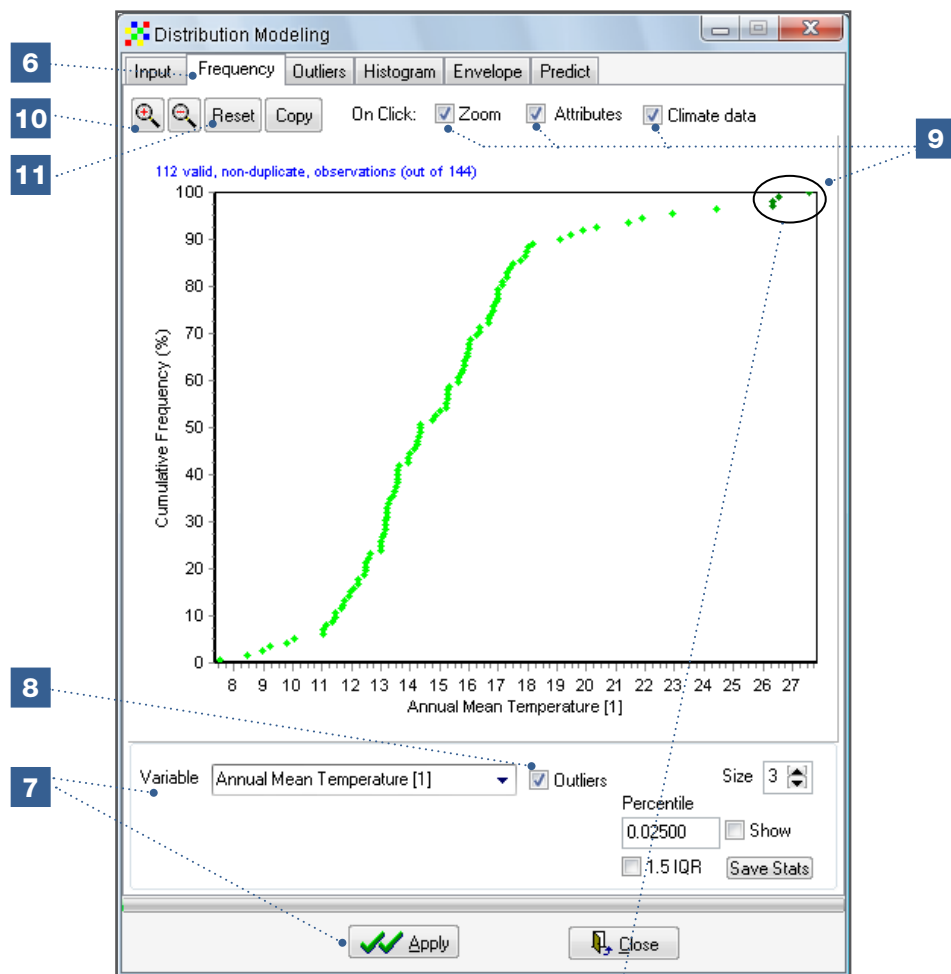 Distribution Modeling
6
Input Frequency Outliers Histogram Envelope Predict
10
Reset Copy On Click: Zoom Attributes Climate data
9
11
112 valid, non-duplicate, observations (out of 144)
100
90
80
70
60
50
40
30
20
10
0
Cumulative Frequency (%)
8 9 10 11 12 13 14 15 16 17 18 19 20 21 22 23 24 25 26 27
Annual Mean Temperature [1]
8
7
Variable Annual Mean Temperature [1] Outliers Size 3
Percentile
0.02500 Show
1.5 IQR Save Stats
Apply Close